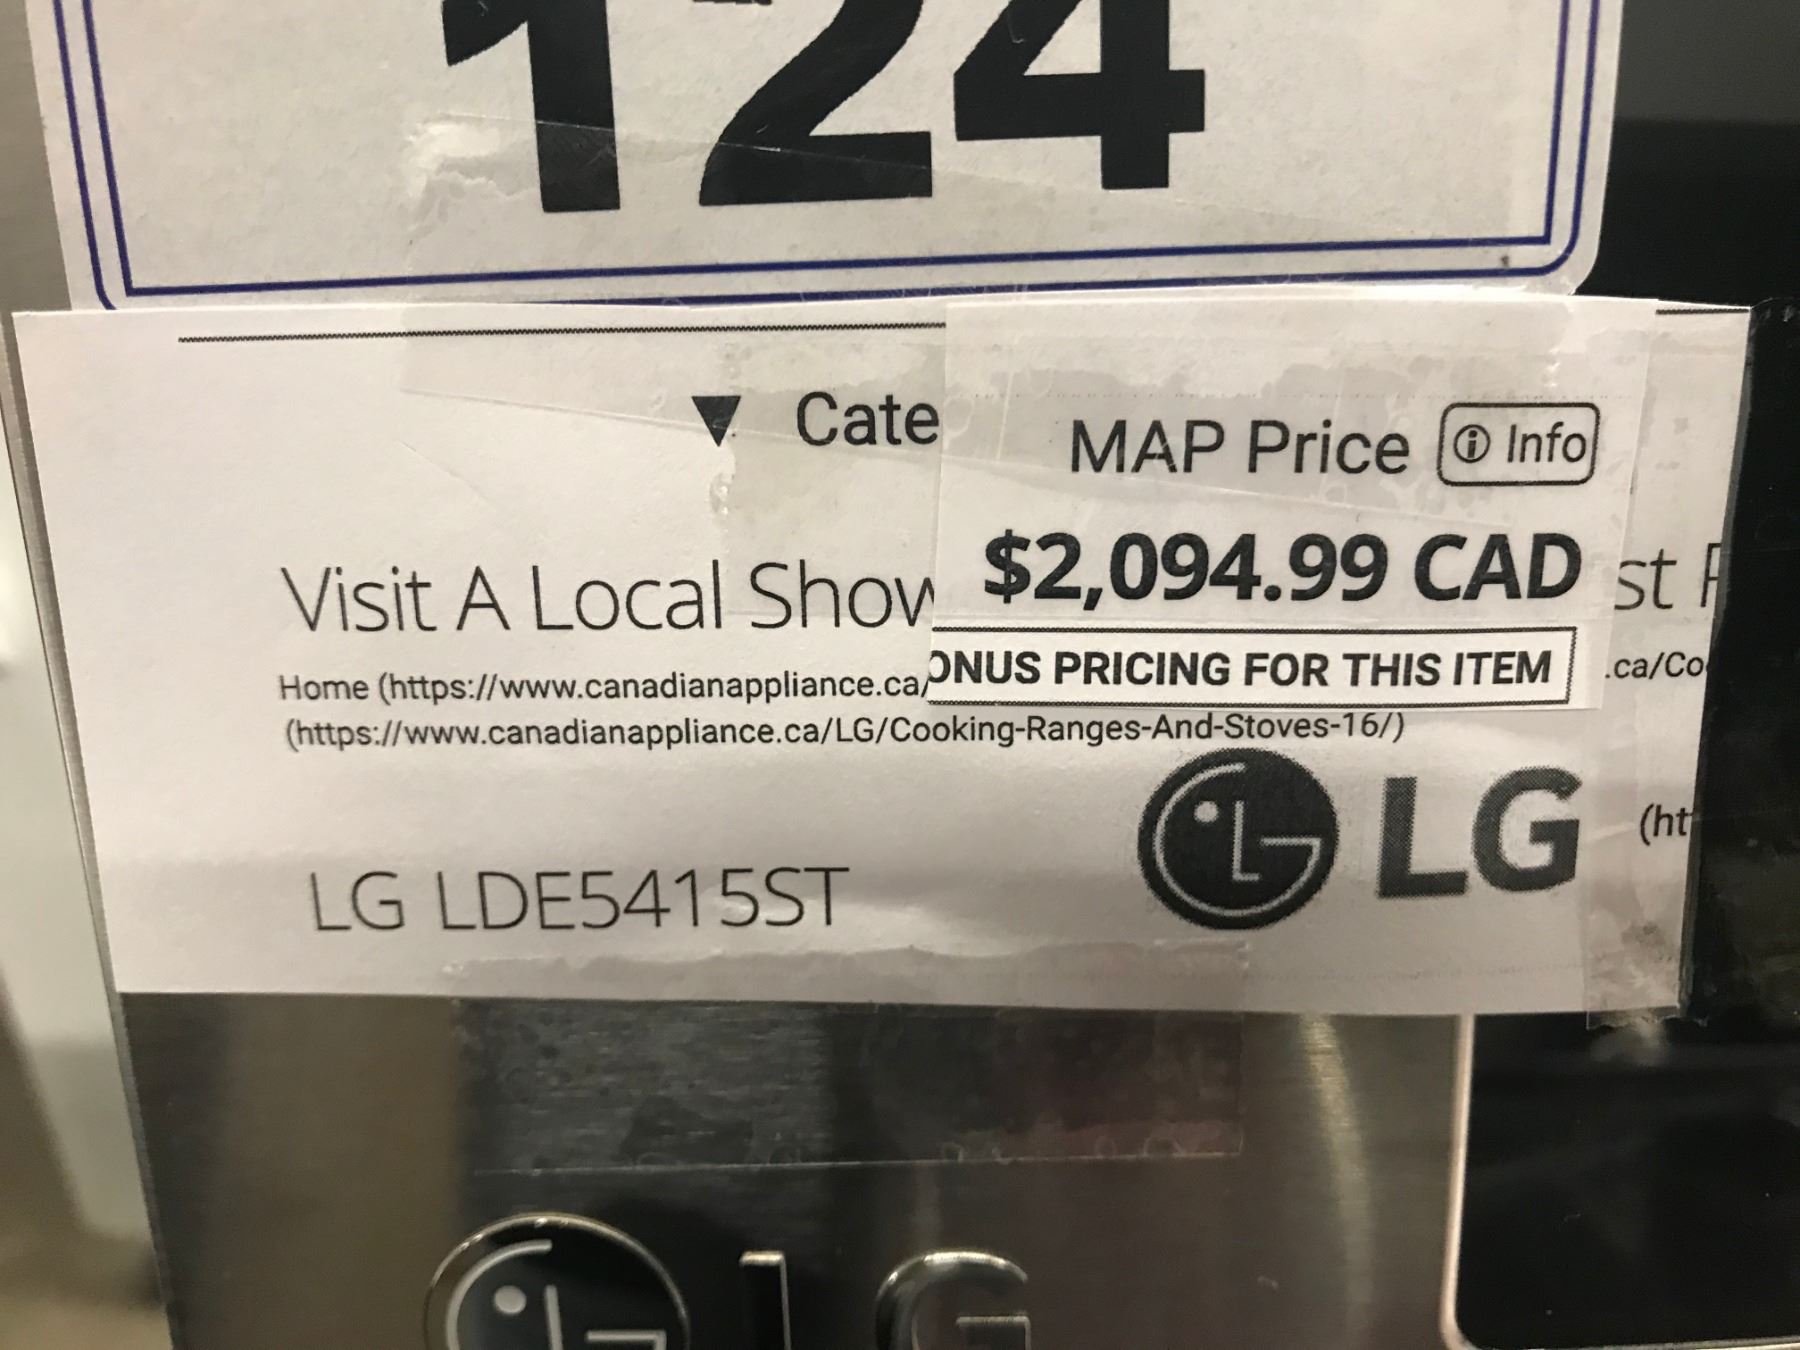 124
▼ Cate
MAP Price ⓘ Info
$2,094.99 CAD
Visit A Local Show
st
ONUS PRICING FOR THIS ITEM
Home (https://www.canadianappliance.ca/
.ca/Co
(https://www.canadianappliance.ca/LG/Cooking-Ranges-And-Stoves-16/)
LG
(ht
LG LDE5415ST
LG